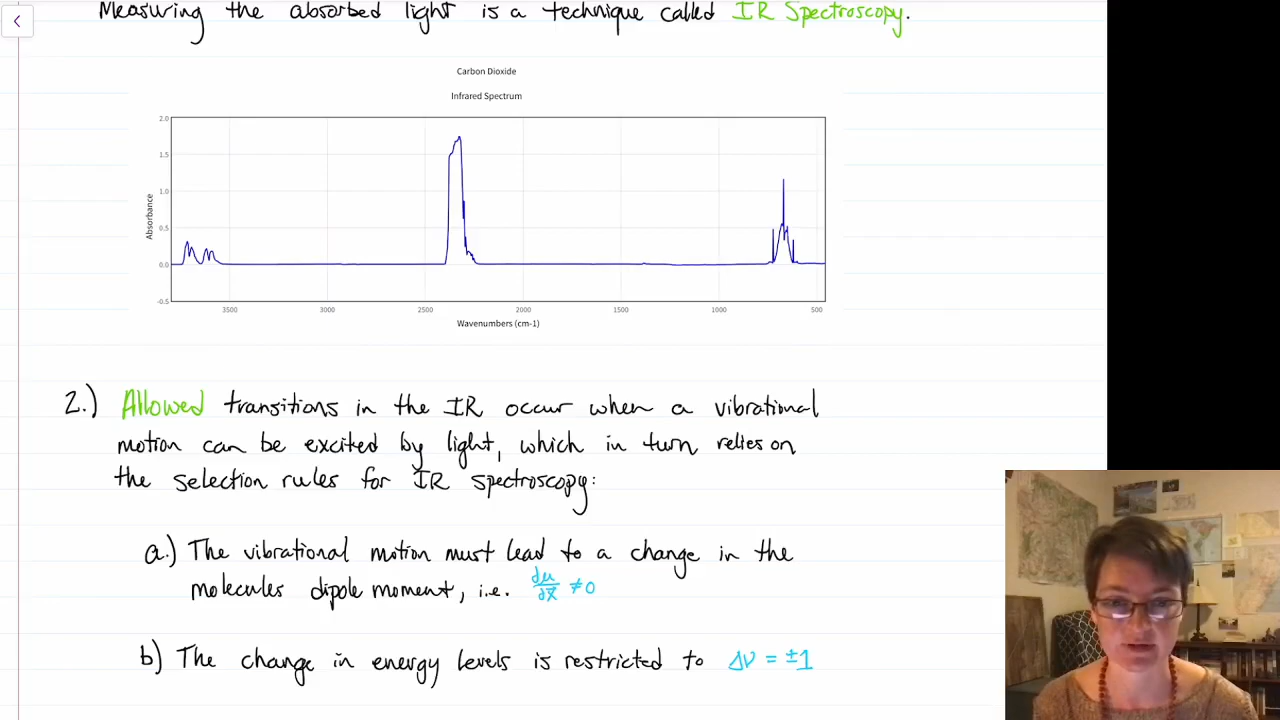 Measuring the absorbed light is a technique called IR Spectroscopy.
Carbon Dioxide
Infrared Spectrum
2.0
1.5
1.0
0.5
0.0
-0.5
Absorbance
3500 3000 2500 2000 1500 1000 500
Wavenumbers (cm-1)
2.) Allowed transitions in the IR occur when a vibrational
motion can be excited by light, which in turn relies on
the selection rules for IR spectroscopy:
a.) The vibrational motion must lead to a change in the
molecules dipole moment, i.e. dμ/dx ≠ 0
b) The change in energy levels is restricted to Δν = ±1